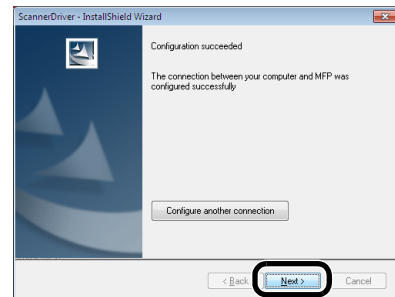 ScannerDriver - InstallShield Wizard
Configuration succeeded
The connection between your computer and MFP was
configured successfully
Configure another connection
< Back
Next >
Cancel